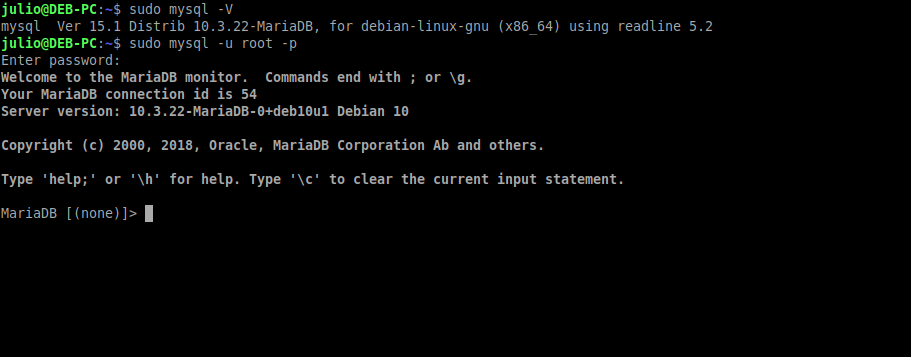 julio@DEB-PC:~$ sudo mysql -V
mysql  Ver 15.1 Distrib 10.3.22-MariaDB, for debian-linux-gnu (x86_64) using readline 5.2
julio@DEB-PC:~$ sudo mysql -u root -p
Enter password:
Welcome to the MariaDB monitor.  Commands end with ; or \g.
Your MariaDB connection id is 54
Server version: 10.3.22-MariaDB-0+deb10u1 Debian 10
Copyright (c) 2000, 2018, Oracle, MariaDB Corporation Ab and others.
Type 'help;' or '\h' for help. Type '\c' to clear the current input statement.
MariaDB [(none)]>